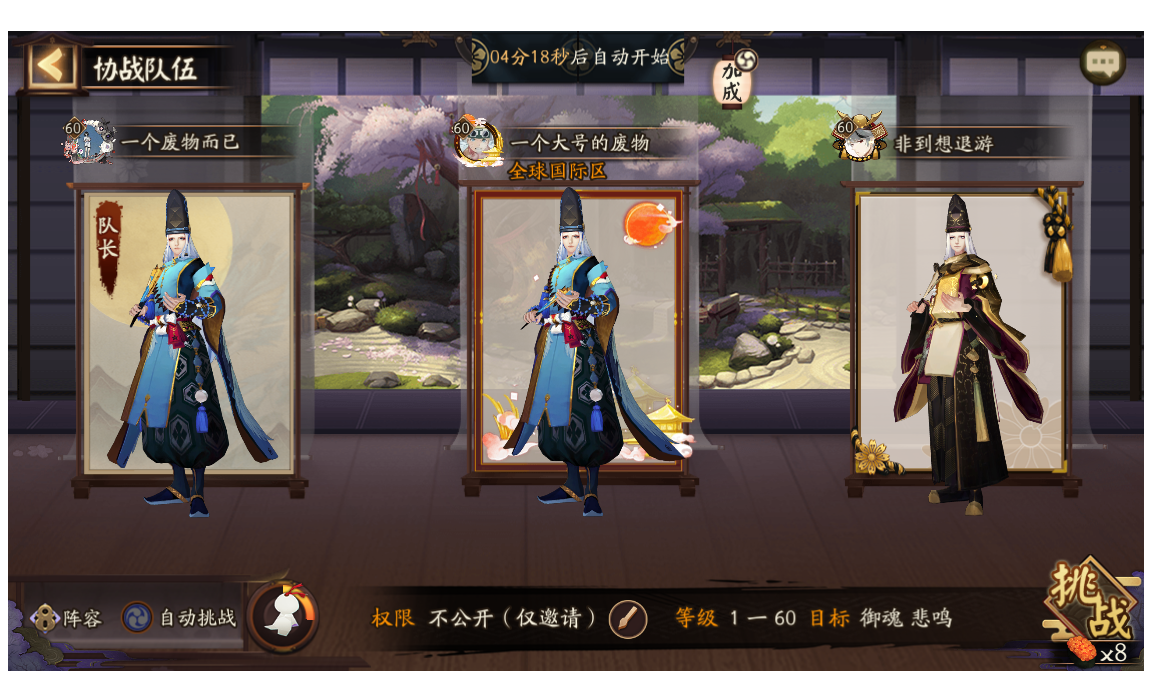 协战队伍
04分18秒后自动开始
加成
60 一个废物而已
60 一个大号的废物
全球国际区
60 非到想退游
队长
阵容
自动挑战
权限 不公开（仅邀请）
等级 1 一 60 目标 御魂 悲鸣
挑战
x8